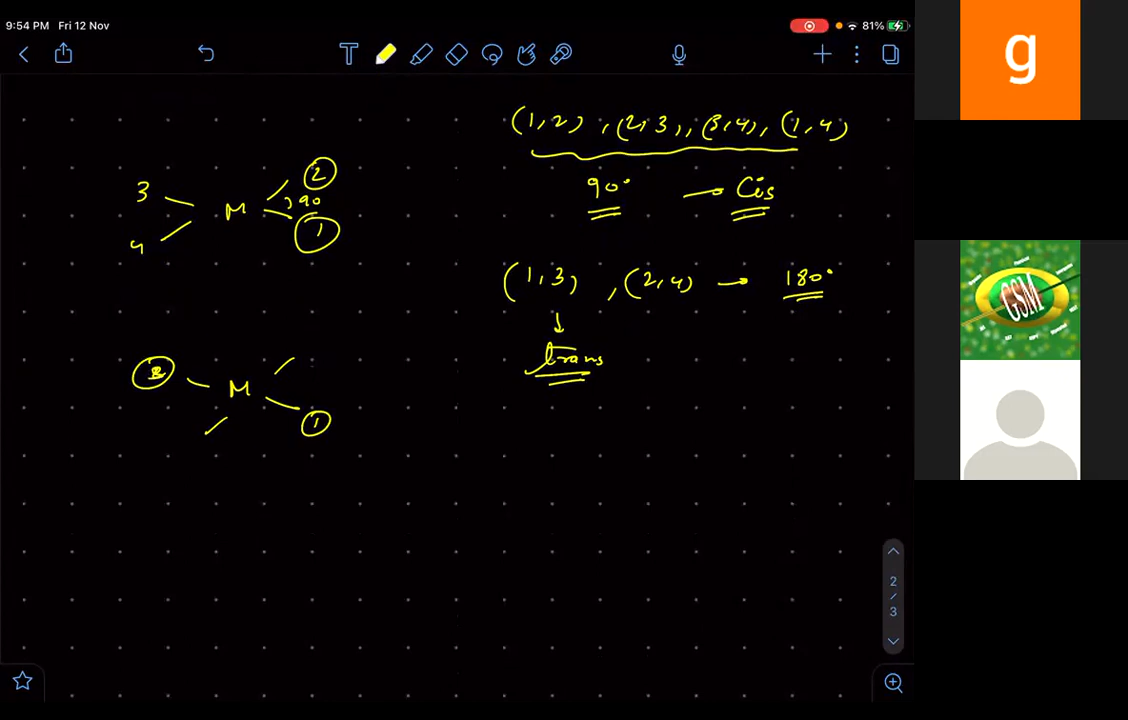 9:54 PM Fri 12 Nov
81%
T
g
(1,2) , (2,3), (3,4), (1,4)
90° → Cis
3 M 2
90
4 1
(1,3) , (2,4) → 180°
↓
trans
M
1
GSM
2
/
3